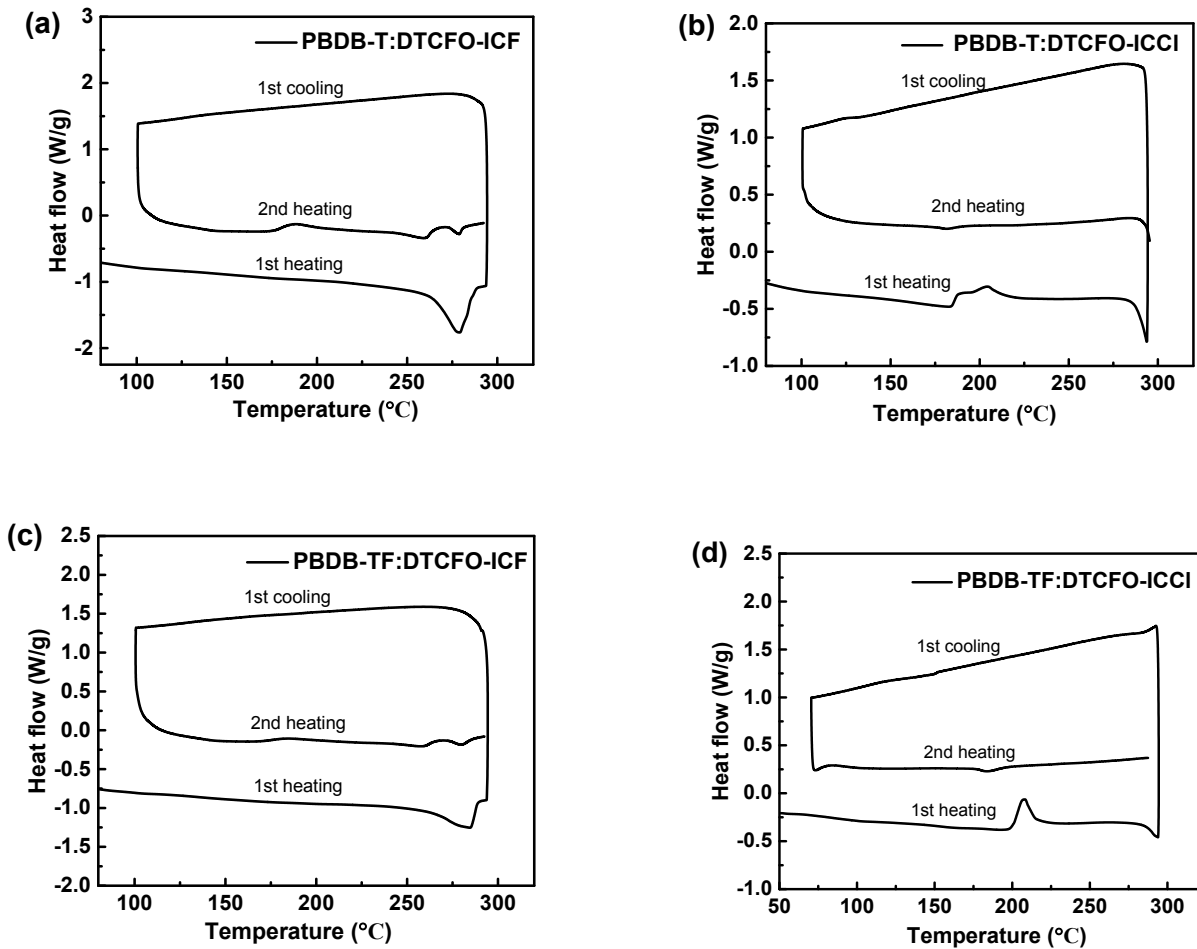 (a)
PBDB-T:DTCFO-ICF
1st cooling
2nd heating
1st heating
3
2
1
0
-1
-2
Heat flow (W/g)
100 150 200 250 300
Temperature (°C)
(b)
PBDB-T:DTCFO-ICCl
1st cooling
2nd heating
1st heating
2.0
1.5
1.0
0.5
0.0
-0.5
-1.0
Heat flow (W/g)
100 150 200 250 300
Temperature (°C)
(c)
PBDB-TF:DTCFO-ICF
1st cooling
2nd heating
1st heating
2.5
2.0
1.5
1.0
0.5
0.0
-0.5
-1.0
-1.5
-2.0
Heat flow (W/g)
100 150 200 250 300
Temperature (°C)
(d)
PBDB-TF:DTCFO-ICCl
1st cooling
2nd heating
1st heating
2.5
2.0
1.5
1.0
0.5
0.0
-0.5
-1.0
Heat flow (W/g)
50 100 150 200 250 300
Temperature (°C)